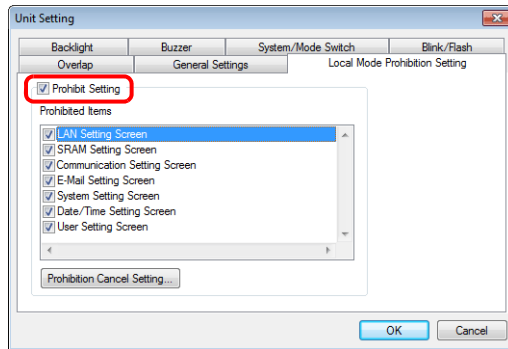 Unit Setting
Backlight
Buzzer
System/Mode Switch
Blink/Flash
Overlap
General Settings
Local Mode Prohibition Setting
Prohibit Setting
Prohibited Items
LAN Setting Screen
SRAM Setting Screen
Communication Setting Screen
E-Mail Setting Screen
System Setting Screen
Date/Time Setting Screen
User Setting Screen
Prohibition Cancel Setting...
OK
Cancel